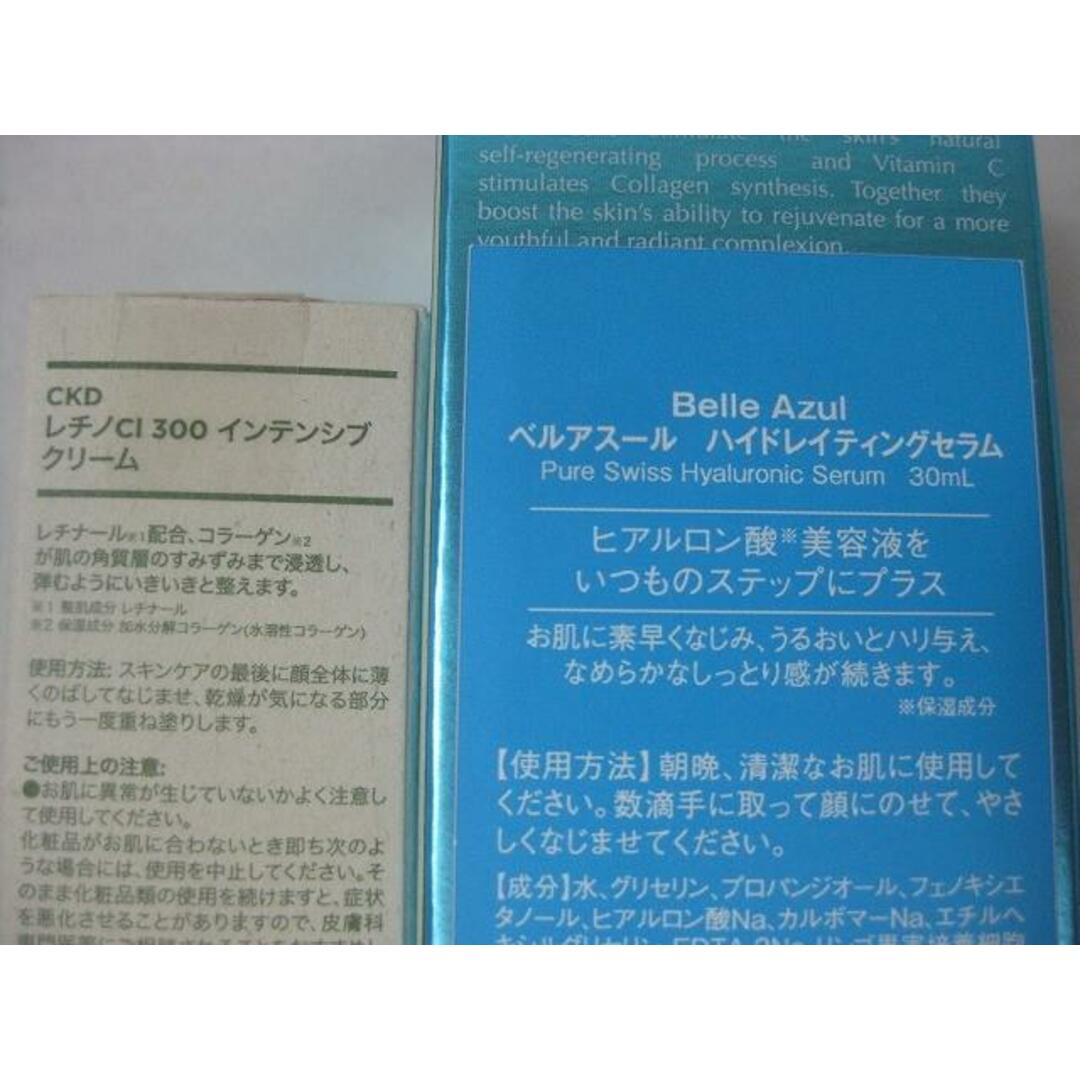 CKD
レチノCI 300 インテンシブ
クリーム
レチナール※1配合、コラーゲン※2
が肌の角質層のすみずみまで浸透し、
弾むようにいきいきと整えます。
※1 整肌成分 レチナール
※2 保湿成分 加水分解コラーゲン(水溶性コラーゲン)
使用方法: スキンケアの最後に顔全体に薄
くのばしてなじませ、乾燥が気になる部分
にもう一度重ね塗りします。
ご使用上の注意:
●お肌に異常が生じていないかよく注意し
て使用してください。
化粧品がお肌に合わないとき即ち次のよ
うな場合には、使用を中止してください。そ
のまま化粧品類の使用を続けますと、症状
を悪化させることがありますので、皮膚科
the skin's natural
self-regenerating process and Vitamin C
stimulates Collagen synthesis. Together they
boost the skin's ability to rejuvenate for a more
youthful and radiant complexion.
Belle Azul
ベルアスール ハイドレイティングセラム
Pure Swiss Hyaluronic Serum 30mL
ヒアルロン酸※美容液を
いつものステップにプラス
お肌に素早くなじみ、うるおいとハリ与え、
なめらかなしっとり感が続きます。
※保湿成分
【使用方法】朝晩、清潔なお肌に使用して
ください。数滴手に取って顔にのせて、やさ
しくなじませてください。
【成分】水、グリセリン、プロパンジオール、フェノキシエ
タノール、ヒアルロン酸Na、カルボマーNa、エチルヘ